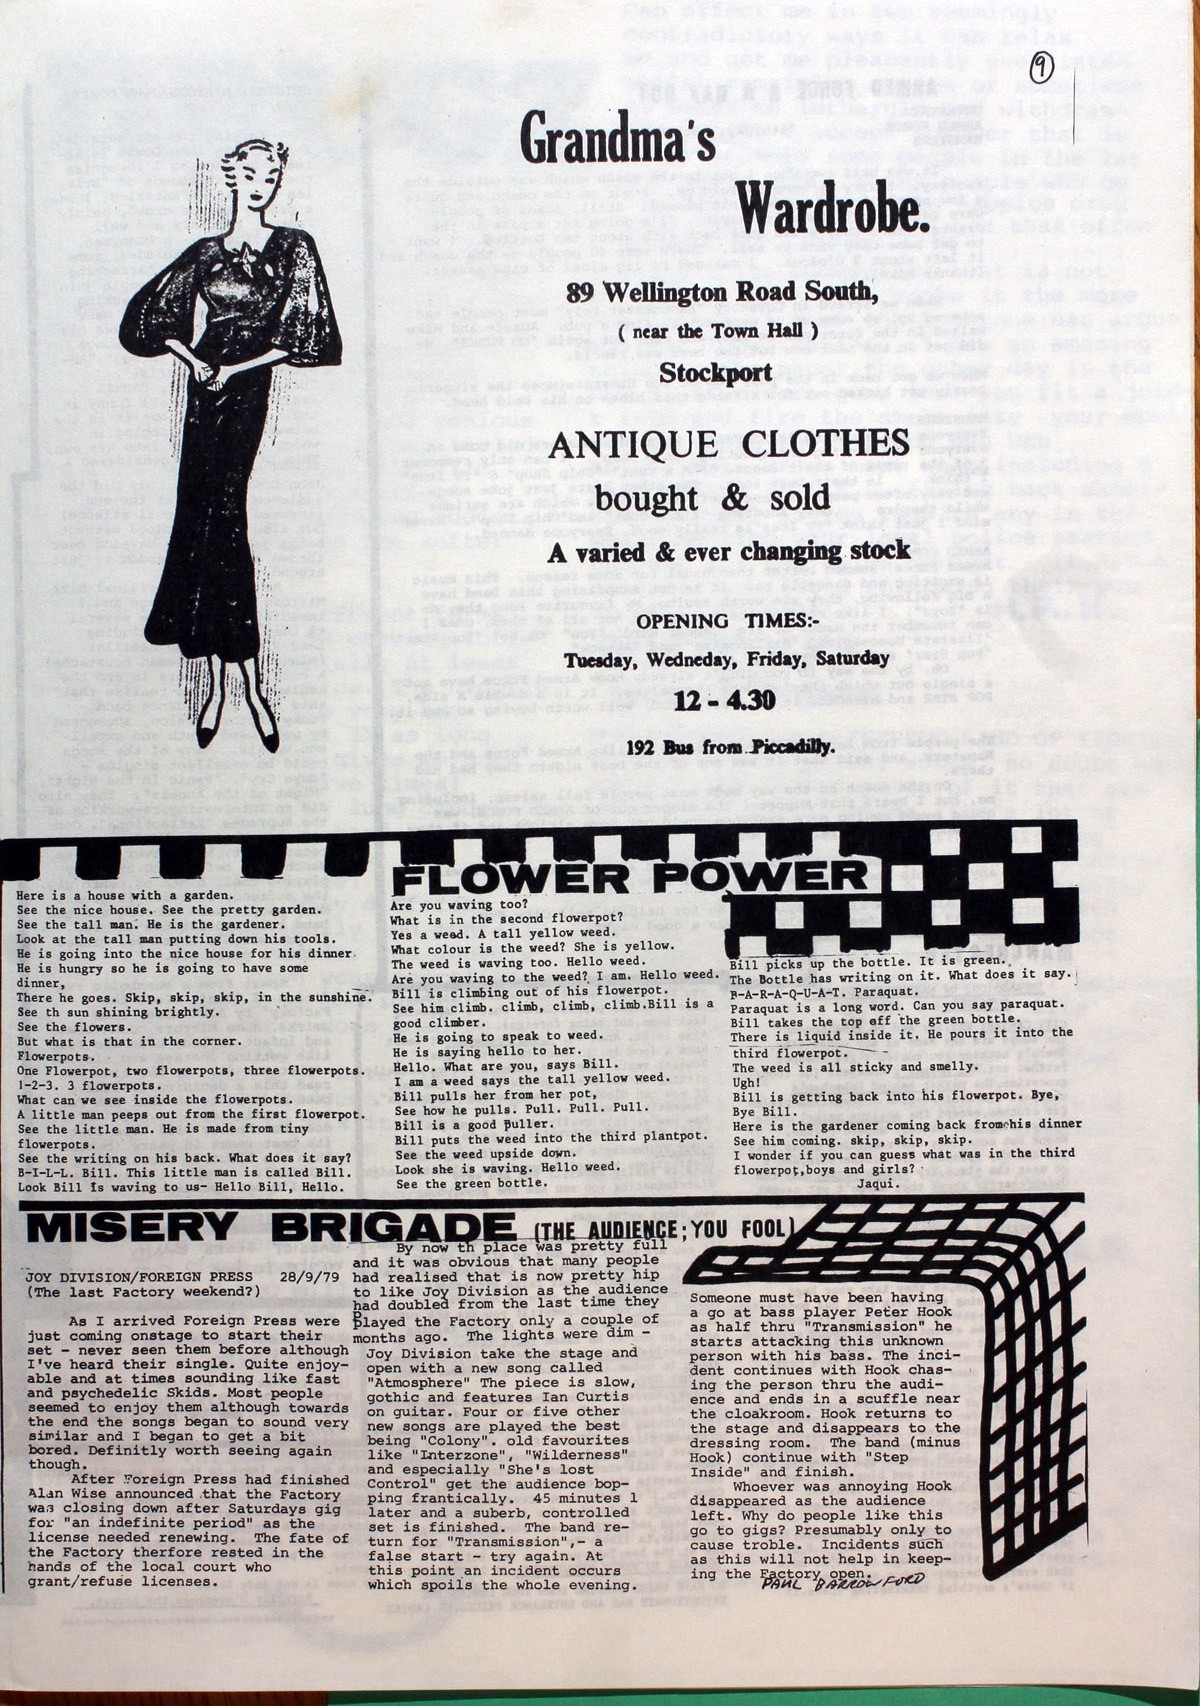 9
Grandma's
Wardrobe.
89 Wellington Road South,
( near the Town Hall )
Stockport
ANTIQUE CLOTHES
bought & sold
A varied & ever changing stock
OPENING TIMES:-
Tuesday, Wedneday, Friday, Saturday
12 - 4.30
192 Bus from Piccadilly.
FLOWER POWER
Here is a house with a garden.
See the nice house. See the pretty garden.
See the tall man. He is the gardener.
Look at the tall man putting down his tools.
He is going into the nice house for his dinner.
He is hungry so he is going to have some
dinner,
There he goes. Skip, skip, skip, in the sunshine.
See th sun shining brightly.
See the flowers.
But what is that in the corner.
Flowerpots.
One Flowerpot, two flowerpots, three flowerpots.
1-2-3. 3 flowerpots.
What can we see inside the flowerpots.
A little man peeps out from the first flowerpot.
See the little man. He is made from tiny
flowerpots.
See the writing on his back. What does it say?
B-I-L-L. Bill. This little man is called Bill.
Look Bill is waving to us- Hello Bill, Hello.
Are you waving too?
What is in the second flowerpot?
Yes a weed. A tall yellow weed.
What colour is the weed? She is yellow.
The weed is waving too. Hello weed.
Are you waving to the weed? I am. Hello weed.
Bill is climbing out of his flowerpot.
See him climb. climb, climb, climb.Bill is a
good climber.
He is going to speak to weed.
He is saying hello to her.
Hello. What are you, says Bill.
I am a weed says the tall yellow weed.
Bill pulls her from her pot,
See how he pulls. Pull. Pull. Pull.
Bill is a good puller.
Bill puts the weed into the third plantpot.
See the weed upside down.
Look she is waving. Hello weed.
See the green bottle.
Bill picks up the bottle. It is green.
The Bottle has writing on it. What does it say.
P-A-R-A-Q-U-A-T. Paraquat.
Paraquat is a long word. Can you say paraquat.
Bill takes the top off the green bottle.
There is liquid inside it. He pours it into the
third flowerpot.
The weed is all sticky and smelly.
Ugh!
Bill is getting back into his flowerpot. Bye,
Bye Bill.
Here is the gardener coming back from his dinner
See him coming. skip, skip, skip.
I wonder if you can guess what was in the third
flowerpot,boys and girls?
Jaqui.
MISERY BRIGADE (THE AUDIENCE; YOU FOOL)
JOY DIVISION/FOREIGN PRESS 28/9/79
(The last Factory weekend?)
As I arrived Foreign Press were
just coming onstage to start their
set - never seen them before although
I've heard their single. Quite enjoy-
able and at times sounding like fast
and psychedelic Skids. Most people
seemed to enjoy them although towards
the end the songs began to sound very
similar and I began to get a bit
bored. Definitly worth seeing again
though.
After Foreign Press had finished
Alan Wise announced that the Factory
was closing down after Saturdays gig
for "an indefinite period" as the
license needed renewing. The fate of
the Factory therfore rested in the
hands of the local court who
grant/refuse licenses.
By now th place was pretty full
and it was obvious that many people
had realised that is now pretty hip
to like Joy Division as the audience
had doubled from the last time they
played the Factory only a couple of
months ago. The lights were dim -
Joy Division take the stage and
open with a new song called
"Atmosphere" The piece is slow,
gothic and features Ian Curtis
on guitar. Four or five other
new songs are played the best
being "Colony". old favourites
like "Interzone", "Wilderness"
and especially "She's lost
Control" get the audience bop-
ping frantically. 45 minutes l
later and a suberb, controlled
set is finished. The band re-
turn for "Transmission",- a
false start - try again. At
this point an incident occurs
which spoils the whole evening.
Someone must have been having
a go at bass player Peter Hook
as half thru "Transmission" he
starts attacking this unknown
person with his bass. The inci-
dent continues with Hook chas-
ing the person thru the audi-
ence and ends in a scuffle near
the cloakroom. Hook returns to
the stage and disappears to the
dressing room. The band (minus
Hook) continue with "Step
Inside" and finish.
Whoever was annoying Hook
disappeared as the audience
left. Why do people like this
go to gigs? Presumably only to
cause troble. Incidents such
as this will not help in keep-
ing the Factory open.
PAUL BARROWFORD